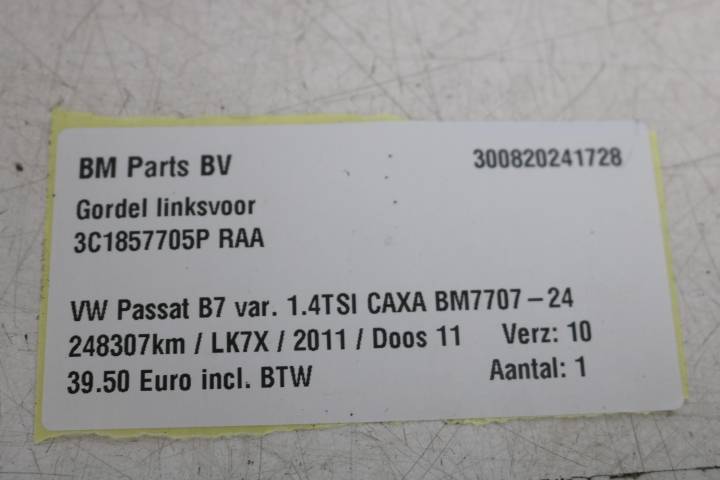 BM Parts BV 300820241728
Gordel linksvoor
3C1857705P RAA
VW Passat B7 var. 1.4TSI CAXA BM7707-24
248307km / LK7X / 2011 / Doos 11 Verz: 10
39.50 Euro incl. BTW Aantal: 1